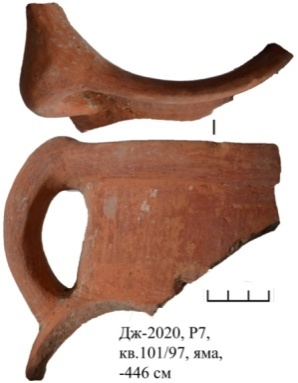 Дж-2020, Р7,
кв.101/97, яма,
-446 см